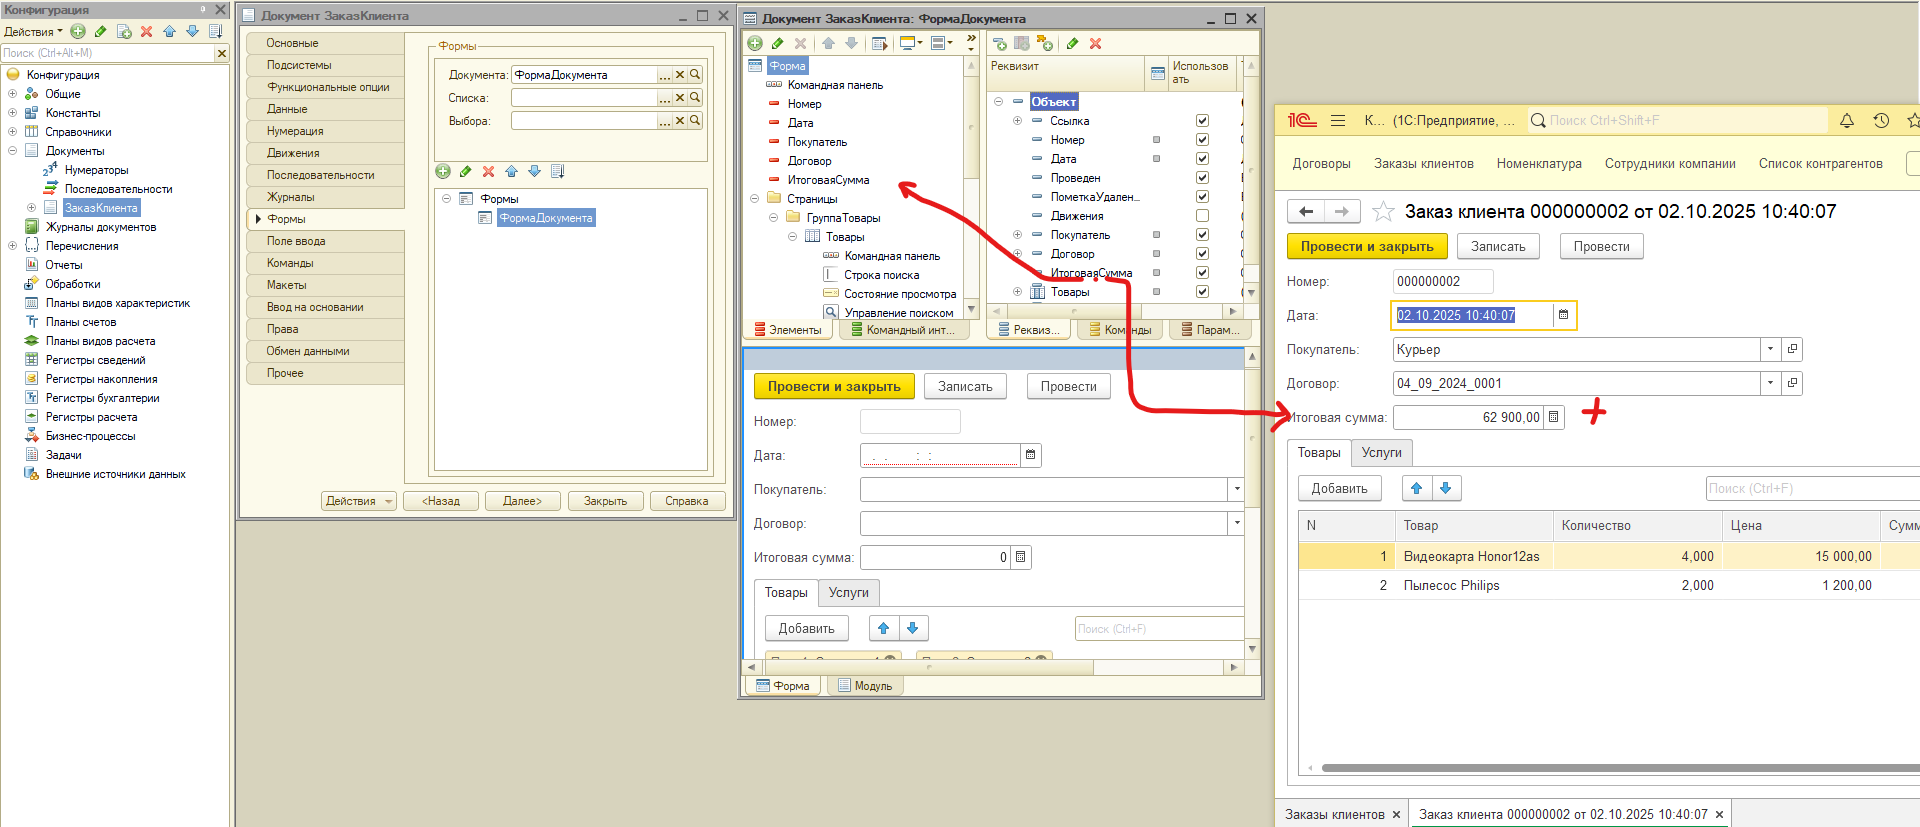 Конфигурация
Действия
Поиск (Ctrl+Alt+M)
Конфигурация
Общие
Константы
Справочники
Документы
Нумераторы
Последовательности
ЗаказКлиента
Журналы документов
Перечисления
Отчеты
Обработки
Планы видов характеристик
Планы счетов
Планы видов расчета
Регистры сведений
Регистры накопления
Регистры бухгалтерии
Регистры расчета
Бизнес-процессы
Задачи
Внешние источники данных
Документ ЗаказКлиента
Основные
Подсистемы
Функциональные опции
Данные
Нумерация
Движения
Последовательности
Журналы
Формы
Поле ввода
Команды
Макеты
Ввод на основании
Права
Обмен данными
Прочее
Формы
Документа: ФормаДокумента
Списка:
Выбора:
Формы
ФормаДокумента
Действия
<Назад
Далее>
Закрыть
Справка
Документ ЗаказКлиента: ФормаДокумента
Форма
Командная панель
Номер
Дата
Покупатель
Договор
ИтоговаяСумма
Страницы
ГруппаТовары
Товары
Командная панель
Строка поиска
Состояние просмотра
Управление поиском
Элементы
Командный инт...
Реквизит
Использов
ать
Объект
Ссылка
Номер
Дата
Проведен
ПометкаУдален...
Движения
Покупатель
Договор
ИтоговаяСумма
Товары
Реквиз...
Команды
Парам...
Провести и закрыть
Записать
Провести
Номер:
Дата: . . : :
Покупатель:
Договор:
Итоговая сумма: 0
Товары
Услуги
Добавить
Поиск (Ctrl+F)
Форма
Модуль
1С К... (1С:Предприятие, ...
Поиск Ctrl+Shift+F
Договоры
Заказы клиентов
Номенклатура
Сотрудники компании
Список контрагентов
Заказ клиента 000000002 от 02.10.2025 10:40:07
Провести и закрыть
Записать
Провести
Номер: 000000002
Дата: 02.10.2025 10:40:07
Покупатель: Курьер
Договор: 04_09_2024_0001
Итоговая сумма: 62 900,00 +
Товары
Услуги
Добавить
Поиск (Ctrl+F)
N Товар Количество Цена Сумм
1 Видеокарта Honor12as 4,000 15 000,00
2 Пылесос Philips 2,000 1 200,00
Заказы клиентов ×
Заказ клиента 000000002 от 02.10.2025 10:40:07 ×